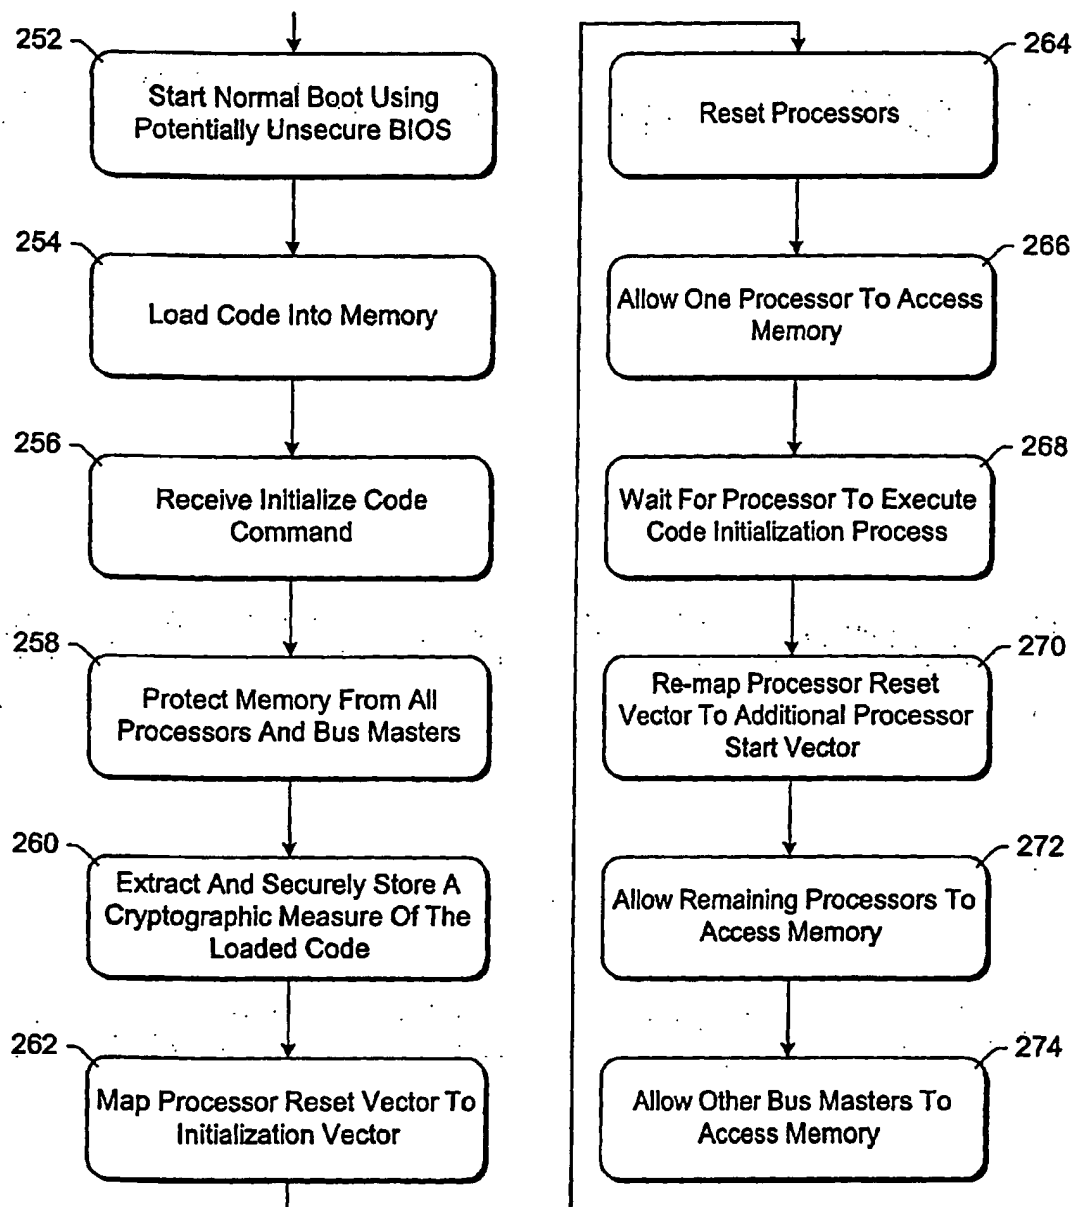 252
Start Normal Boot Using
Potentially Unsecure BIOS
254
Load Code Into Memory
256
Receive Initialize Code
Command
258
Protect Memory From All
Processors And Bus Masters
260
Extract And Securely Store A
Cryptographic Measure Of The
Loaded Code
262
Map Processor Reset Vector To
Initialization Vector
264
Reset Processors
266
Allow One Processor To Access
Memory
268
Wait For Processor To Execute
Code Initialization Process
270
Re-map Processor Reset
Vector To Additional Processor
Start Vector
272
Allow Remaining Processors To
Access Memory
274
Allow Other Bus Masters To
Access Memory